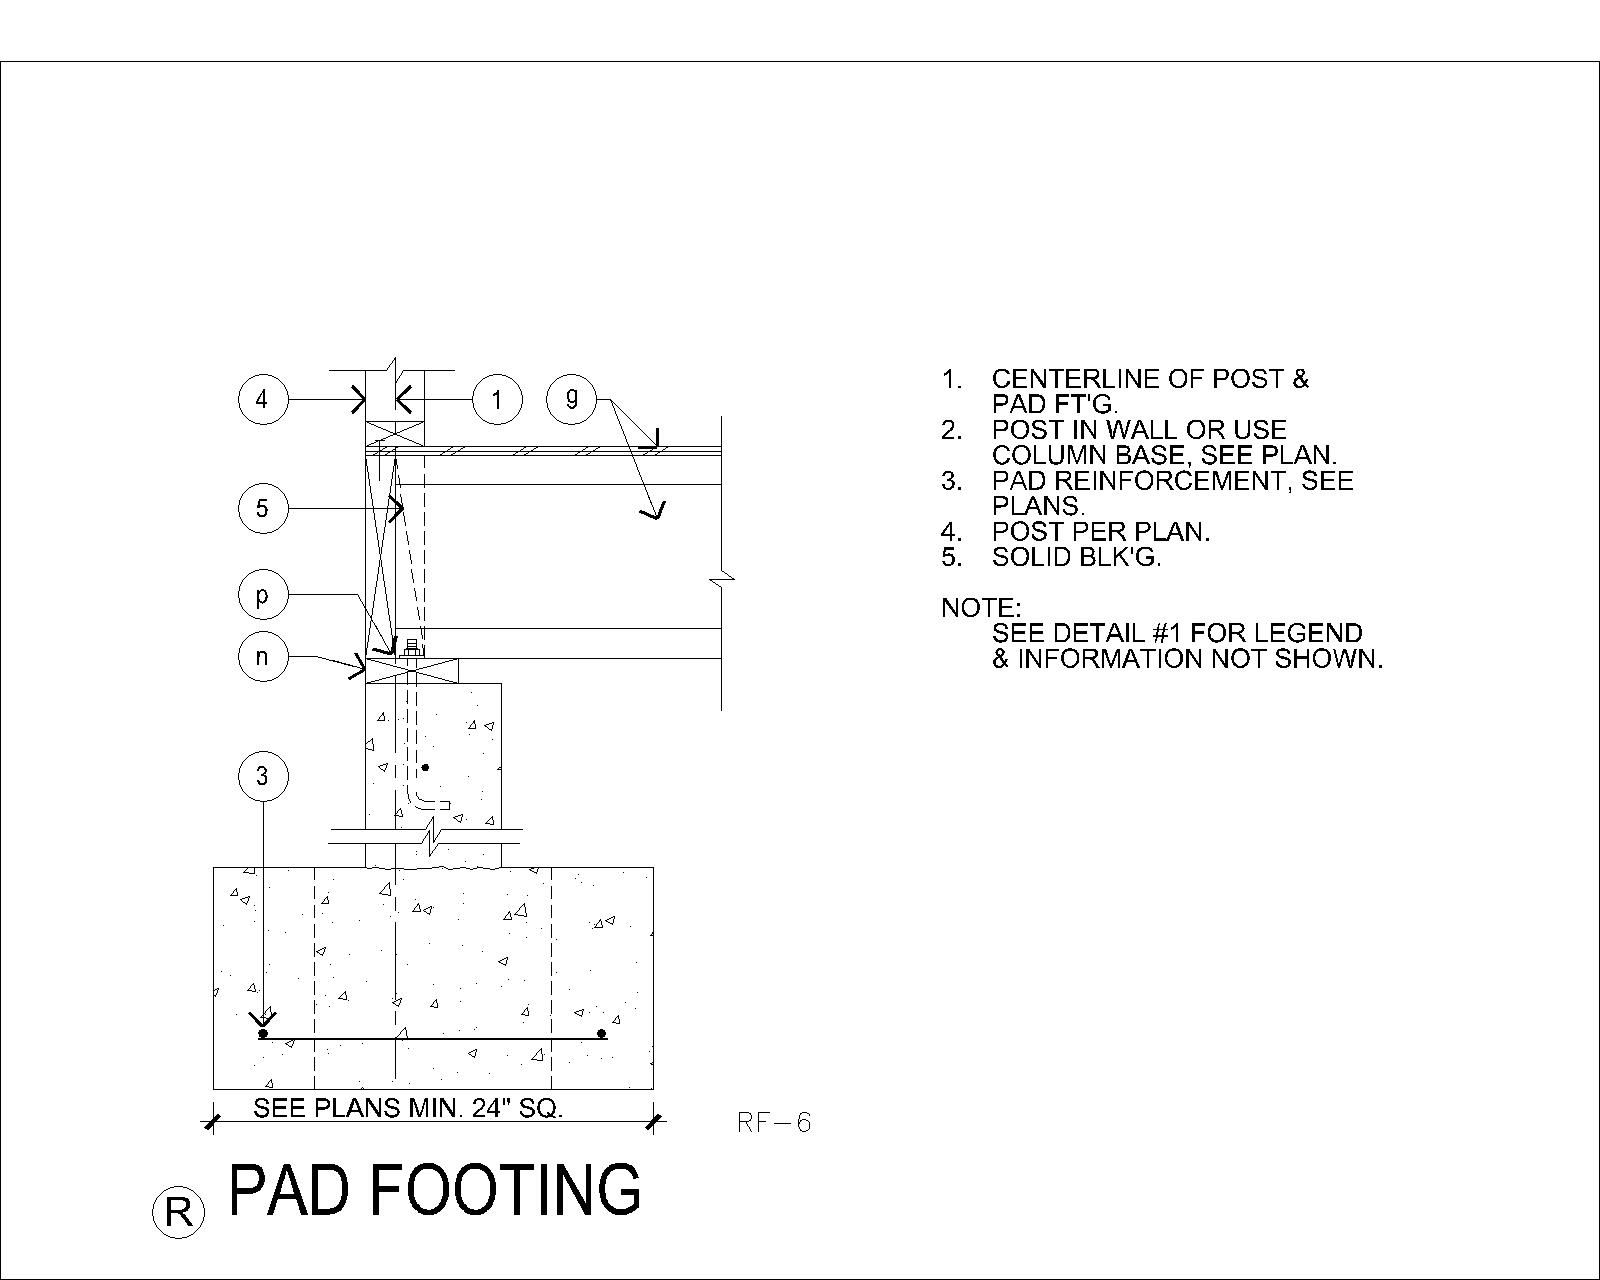 4
1
g
5
p
n
3
1. CENTERLINE OF POST &
PAD FT'G.
2. POST IN WALL OR USE
COLUMN BASE, SEE PLAN.
3. PAD REINFORCEMENT, SEE
PLANS.
4. POST PER PLAN.
5. SOLID BLK'G.
NOTE:
SEE DETAIL #1 FOR LEGEND
& INFORMATION NOT SHOWN.
SEE PLANS MIN. 24" SQ.
RF-6
R PAD FOOTING